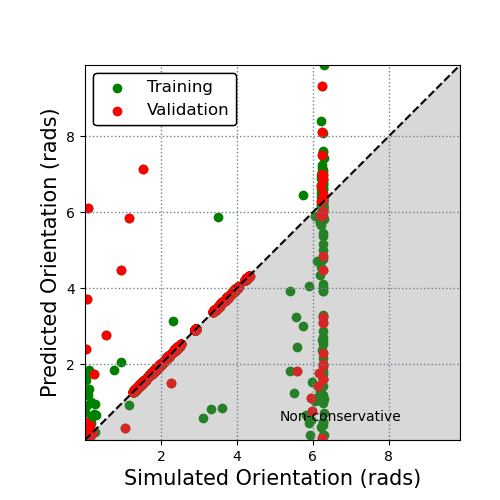 Training
Validation
8
6
4
2
Predicted Orientation (rads)
Non-conservative
2
4
6
8
Simulated Orientation (rads)